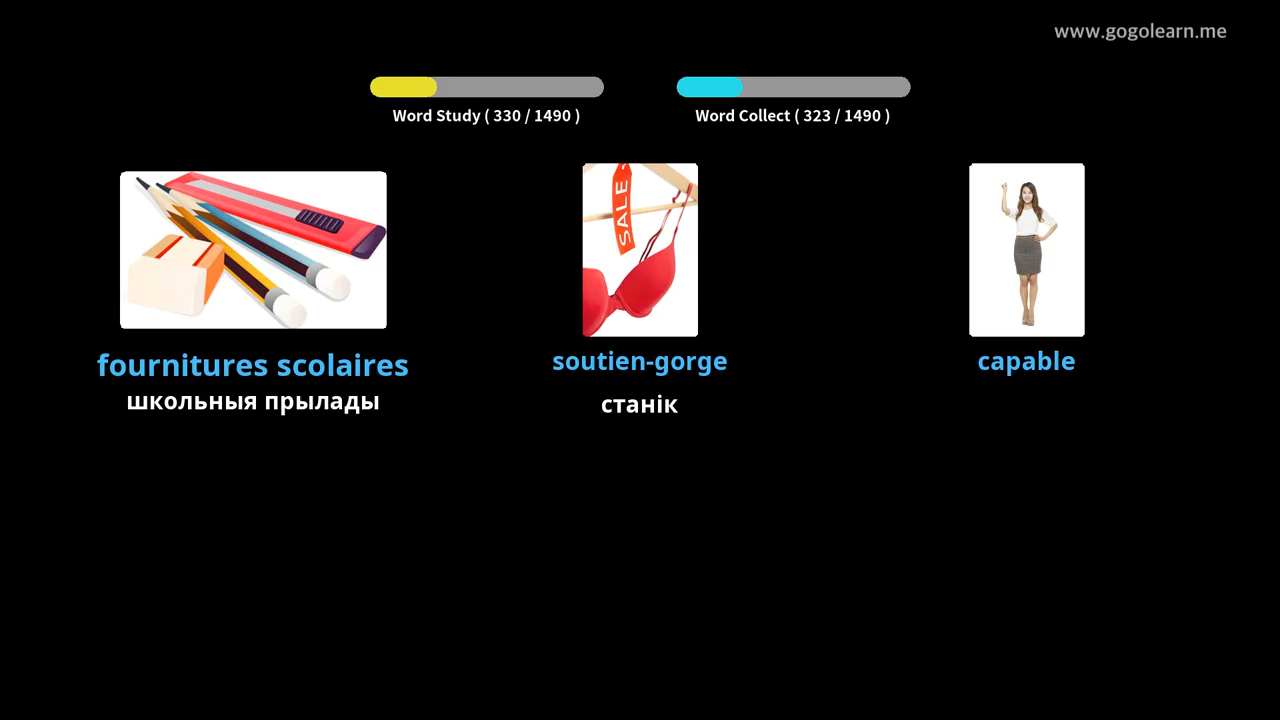 www.gogolearn.me
Word Study ( 330 / 1490 )
Word Collect ( 323 / 1490 )
SALE
fournitures scolaires
школьныя прылады
soutien-gorge
станік
capable